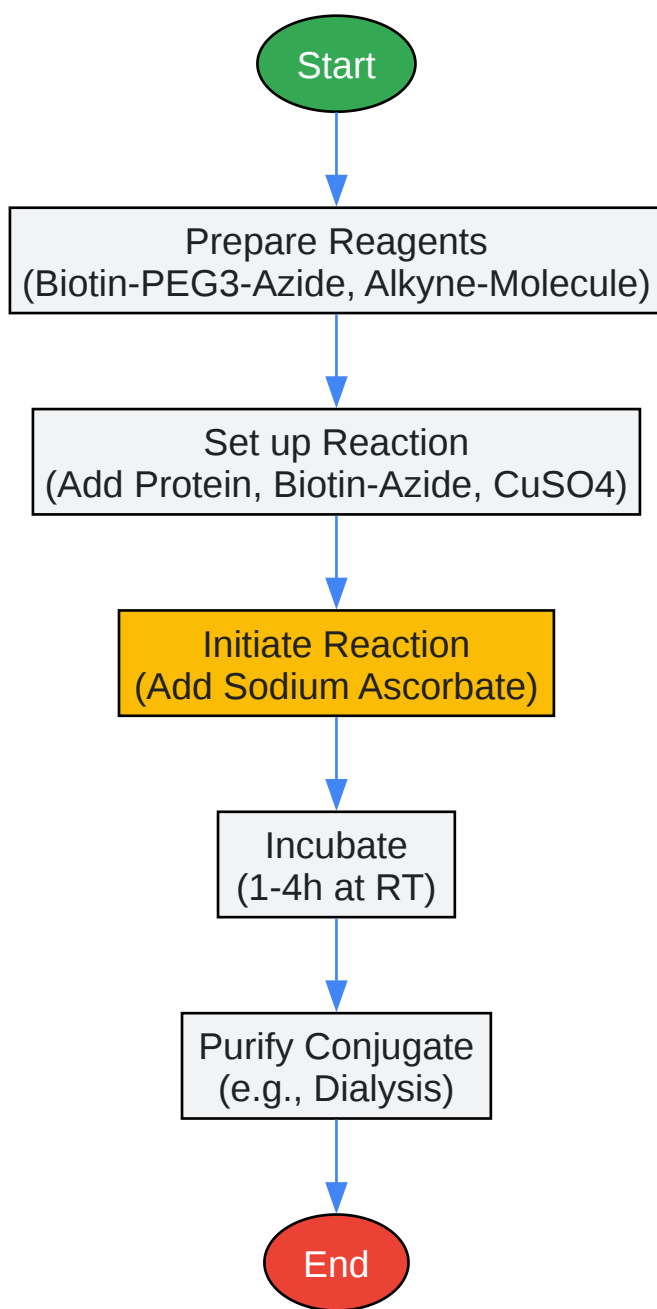 Start
Prepare Reagents
(Biotin-PEG3-Azide, Alkyne-Molecule)
Set up Reaction
(Add Protein, Biotin-Azide, CuSO4)
Initiate Reaction
(Add Sodium Ascorbate)
Incubate
(1-4h at RT)
Purify Conjugate
(e.g., Dialysis)
End